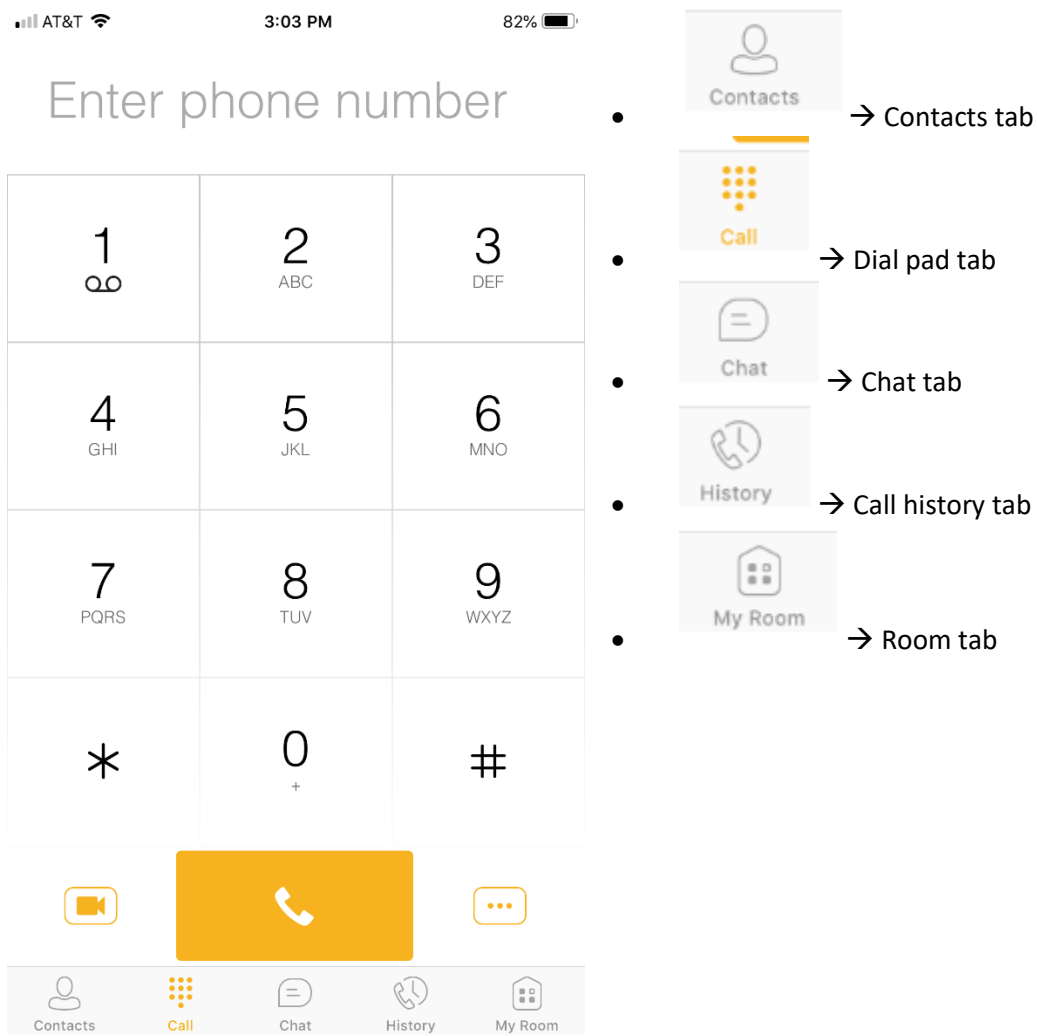 AT&T 3:03 PM 82%
Enter phone number
1 2 3
ABC DEF
4 5 6
GHI JKL MNO
7 8 9
PQRS TUV WXYZ
* 0 #
+
Contacts Call Chat History My Room
Contacts
• → Contacts tab
Call
• → Dial pad tab
Chat
• → Chat tab
History
• → Call history tab
My Room
• → Room tab